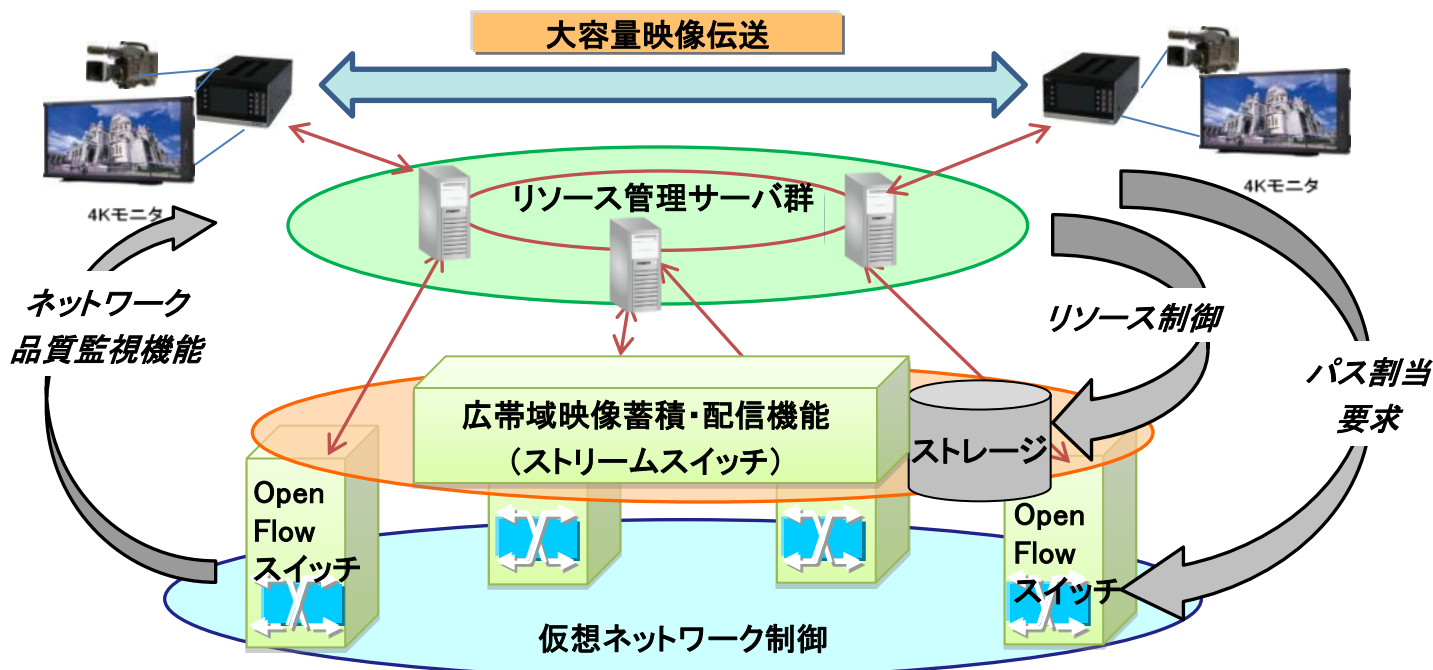 大容量映像伝送
4Kモニタ
4Kモニタ
リソース管理サーバ群
ネットワーク
品質監視機能
リソース制御
パス割当
要求
広帯域映像蓄積・配信機能
（ストリームスイッチ）
ストレージ
Open
Flow
スイッチ
Open
Flow
スイッチ
仮想ネットワーク制御